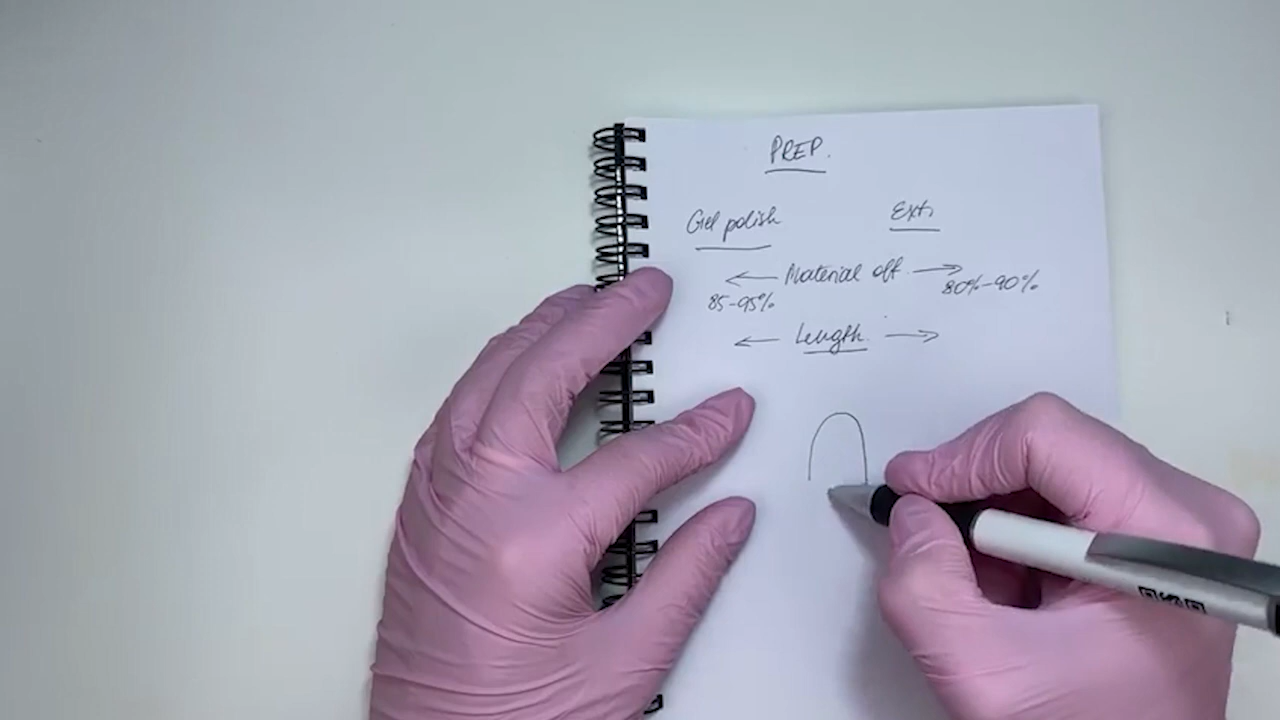 PREP.
Gel polish Ext.
← Material off. →
85-95% 80%-90%
← Length. →